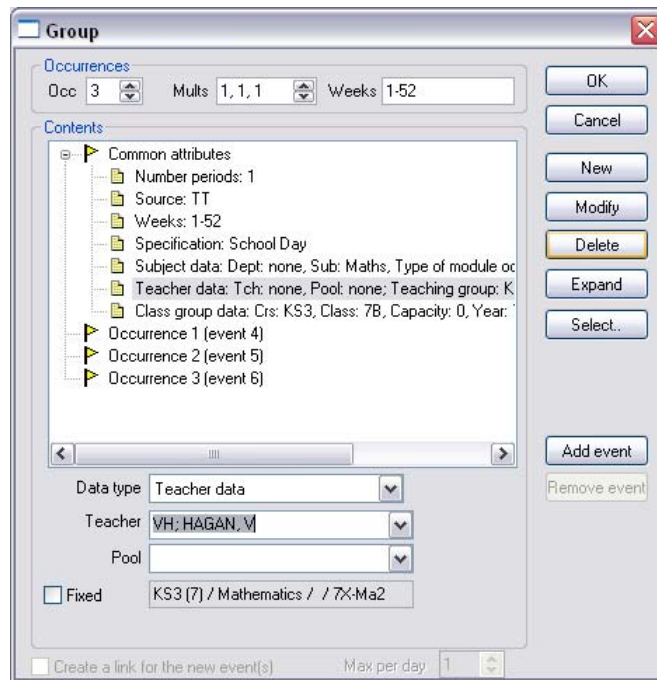 Group
Occurrences
Occ 3 Mults 1, 1, 1 Weeks 1-52
OK
Cancel
Contents
Common attributes
Number periods: 1
Source: TT
Weeks: 1-52
Specification: School Day
Subject data: Dept: none, Sub: Maths, Type of module oc
Teacher data: Tch: none, Pool: none; Teaching group: K
Class group data: Crs: KS3, Class: 7B, Capacity: 0, Year:
Occurrence 1 (event 4)
Occurrence 2 (event 5)
Occurrence 3 (event 6)
New
Modify
Delete
Expand
Select..
Add event
Remove event
Data type Teacher data
Teacher VH; HAGAN, V
Pool
Fixed KS3 (7) / Mathematics / / 7X-Ma2
Create a link for the new event(s) Max per day 1